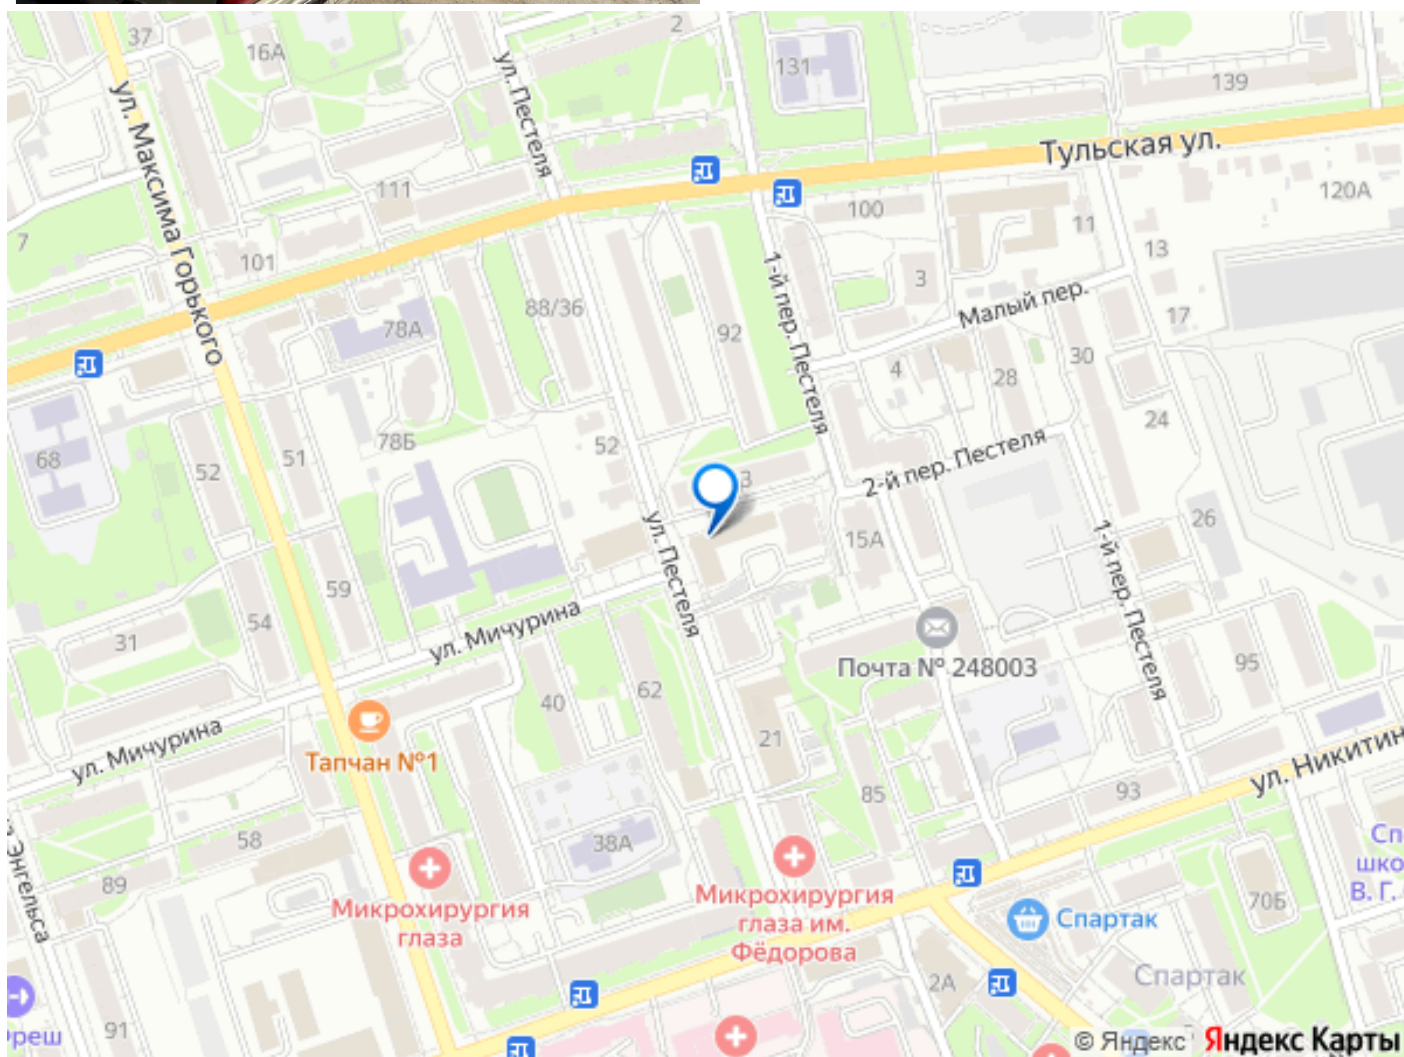 37
16А
2
131
139
ул. Пестеля
ул. Максима Горького
Тульская ул.
111
100
120А
7
11
13
101
1-й пер. Пестеля
3
Малый пер.
88/36
78А
92
17
4
30
28
24
68
52
51
78Б
52
2-й пер. Пестеля
3
26
ул. Пестеля
15А
1-й пер. Пестеля
59
54
31
ул. Мичурина
Почта № 248003
95
62
40
ул. Мичурина
Тапчан №1
21
ул. Никитин
85
93
58
38А
Энгельса
89
Микрохирургия
глаза
Микрохирургия
глаза им.
Фёдорова
Спартак
Сп
шко
В. Г.
70Б
2А
Спартак
91
реш
© Яндекс Яндекс Карты